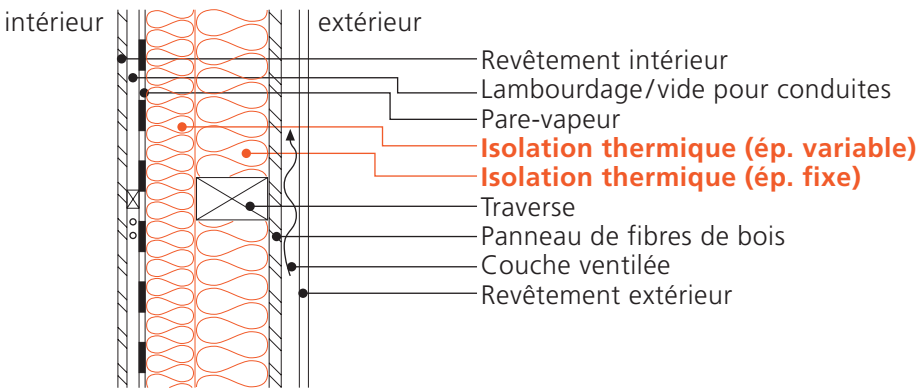 intérieur
extérieur
Revêtement intérieur
Lambourdage/vide pour conduites
Pare-vapeur
Isolation thermique (ép. variable)
Isolation thermique (ép. fixe)
Traverse
Panneau de fibres de bois
Couche ventilée
Revêtement extérieur